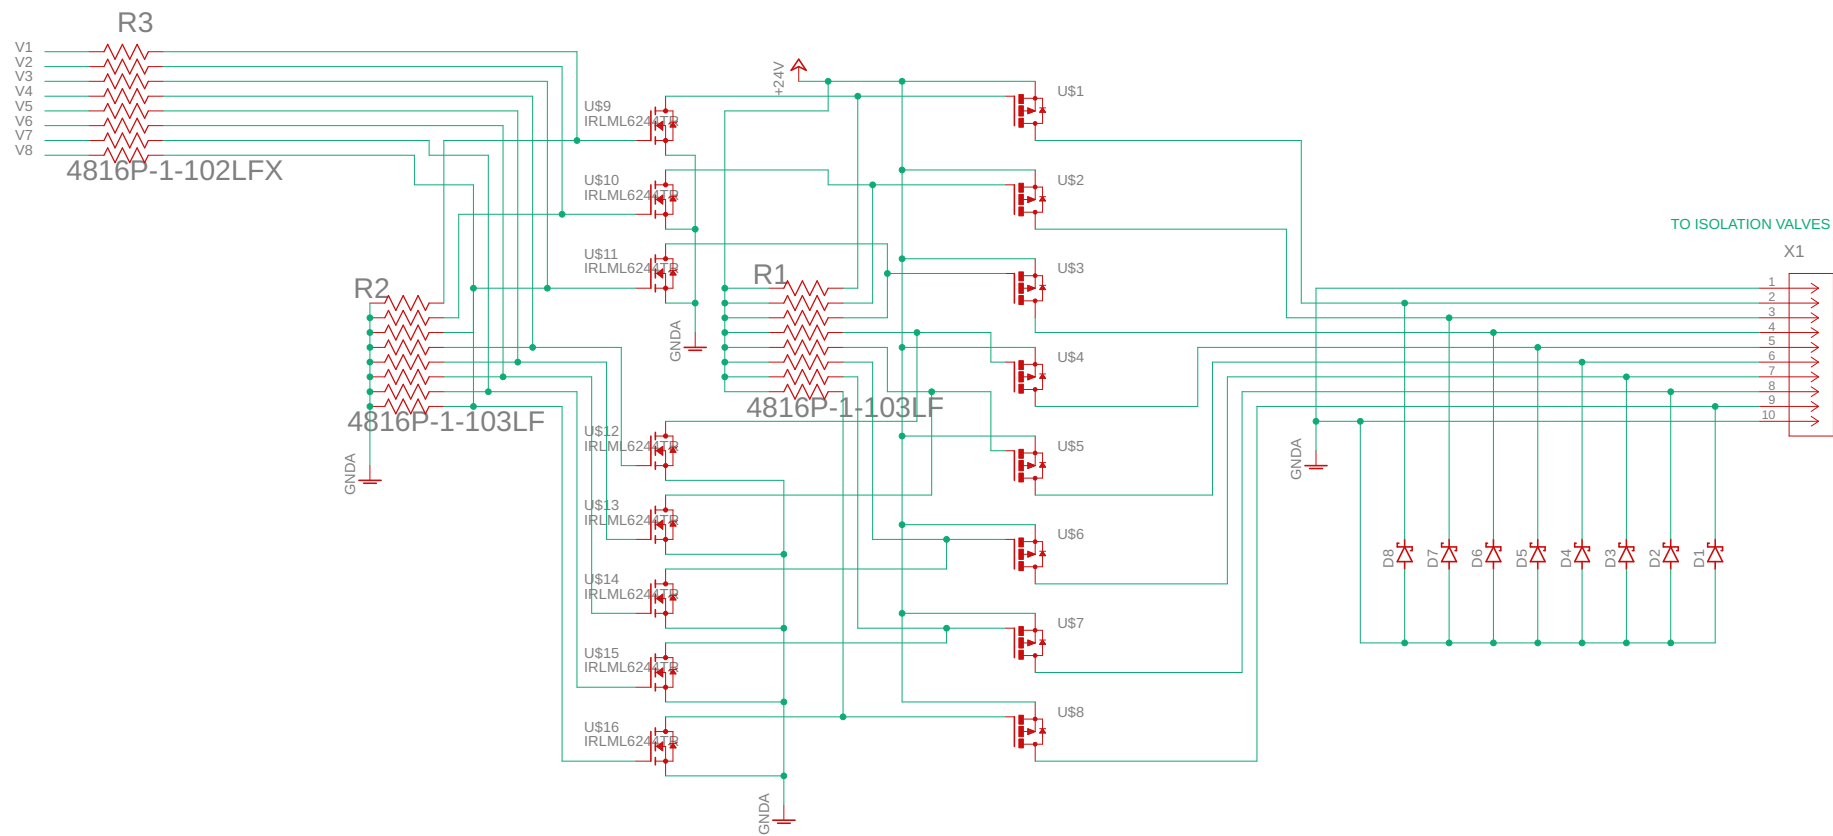 R3
V1
V2
V3
V4
V5
V6
V7
V8
4816P-1-102LFX
R2
4816P-1-103LF
GNDA
U$9
IRLML6244TR
U$10
IRLML6244TR
U$11
IRLML6244TR
GNDA
U$12
IRLML6244TR
U$13
IRLML6244TR
U$14
IRLML6244TR
U$15
IRLML6244TR
U$16
IRLML6244TR
GNDA
+24V
R1
4816P-1-103LF
U$1
U$2
U$3
U$4
U$5
U$6
U$7
U$8
TO ISOLATION VALVES
X1
1
2
3
4
5
6
7
8
9
10
GNDA
D8
D7
D6
D5
D4
D3
D2
D1